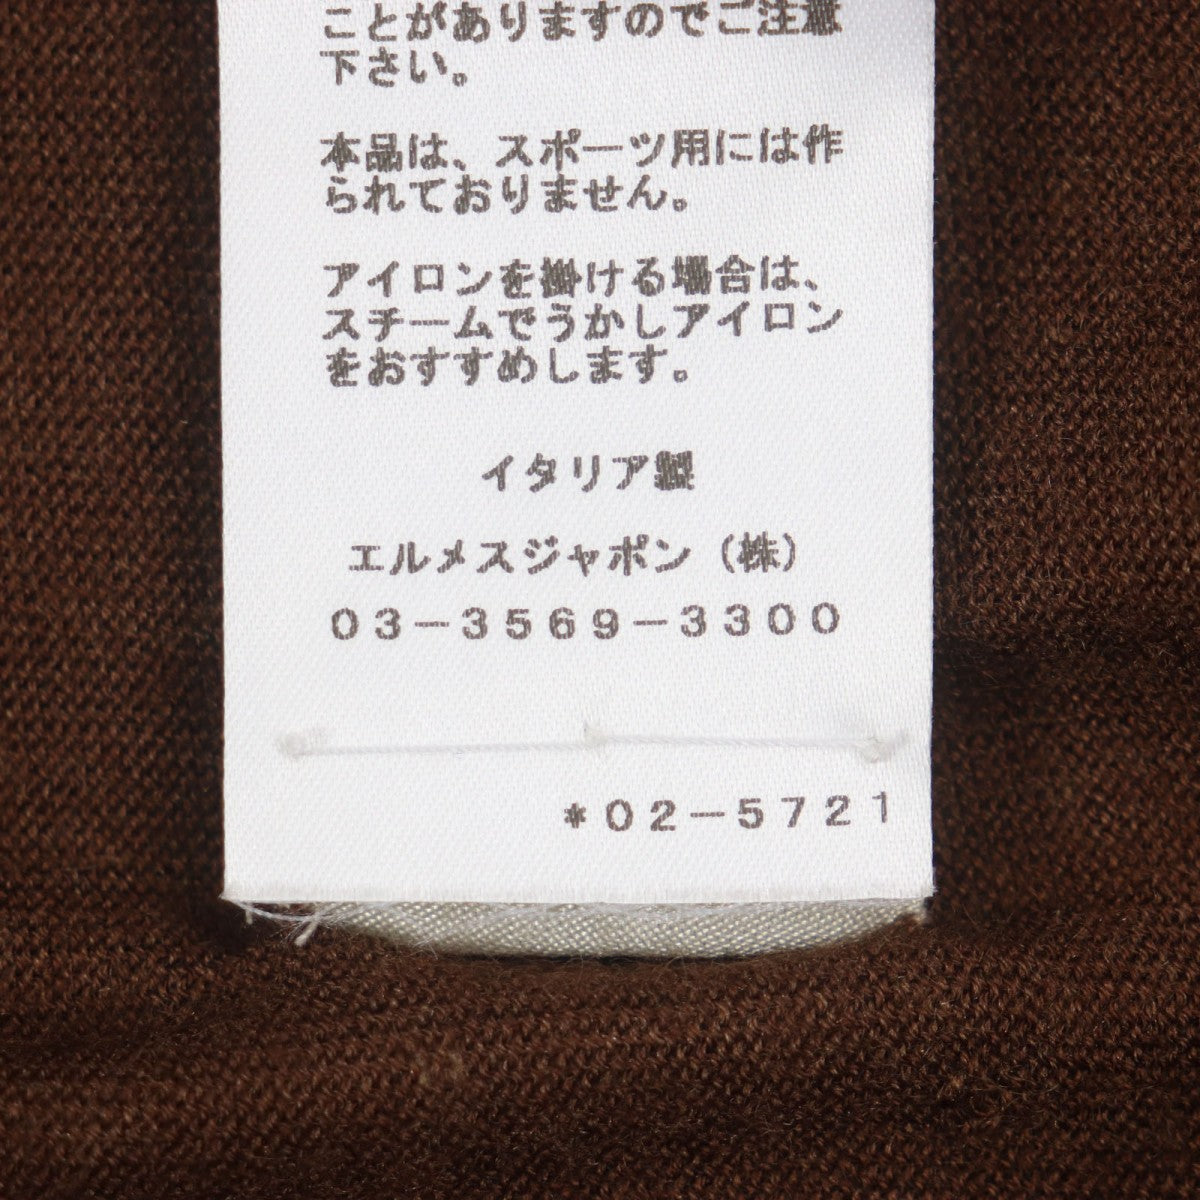 ことがありますのでご注意
下さい。
本品は、スポーツ用には作
られておりません。
アイロンを掛ける場合は、
スチームでうかしアイロン
をおすすめします。
イタリア製
エルメスジャポン（株）
03－3569－3300
*02－5721